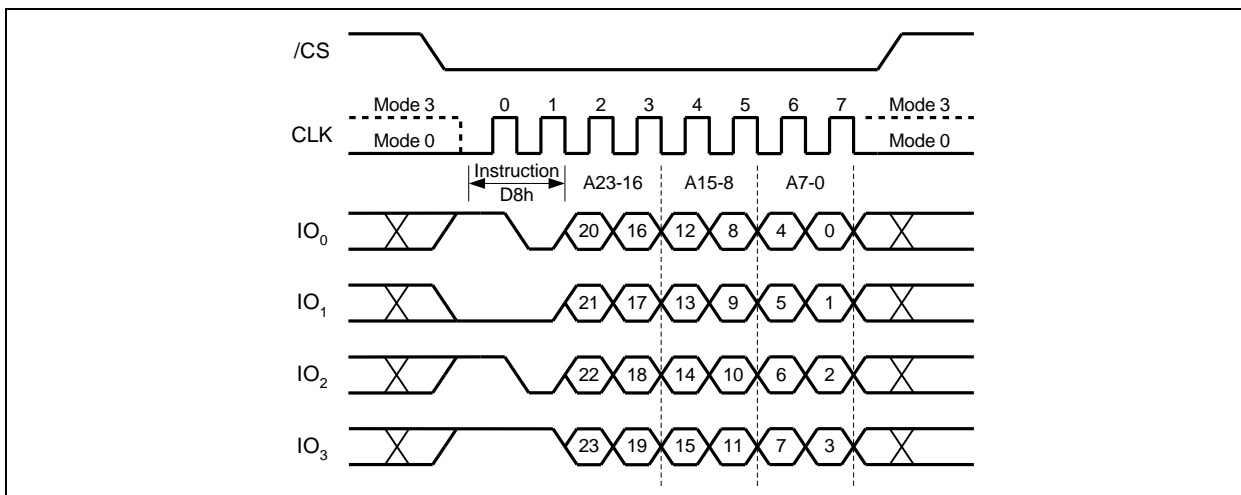 /CS
Mode 3 0 1 2 3 4 5 6 7 Mode 3
CLK
Mode 0 Mode 0
Instruction
D8h
A23-16 A15-8 A7-0
IO0 20 16 12 8 4 0
IO1 21 17 13 9 5 1
IO2 22 18 14 10 6 2
IO3 23 19 15 11 7 3